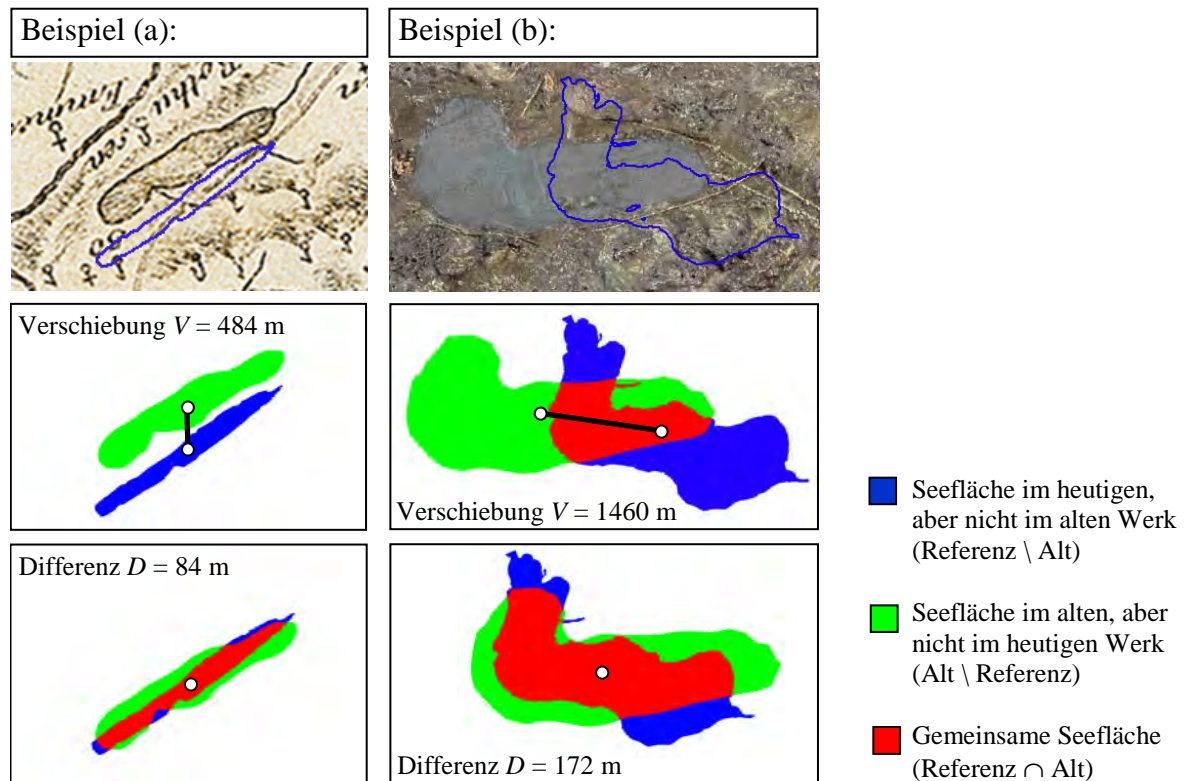 Beispiel (a):
Beispiel (b):
Verschiebung V = 484 m
Verschiebung V = 1460 m
Differenz D = 84 m
Differenz D = 172 m
Seefläche im heutigen,
aber nicht im alten Werk
(Referenz \ Alt)
Seefläche im alten, aber
nicht im heutigen Werk
(Alt \ Referenz)
Gemeinsame Seefläche
(Referenz ∩ Alt)